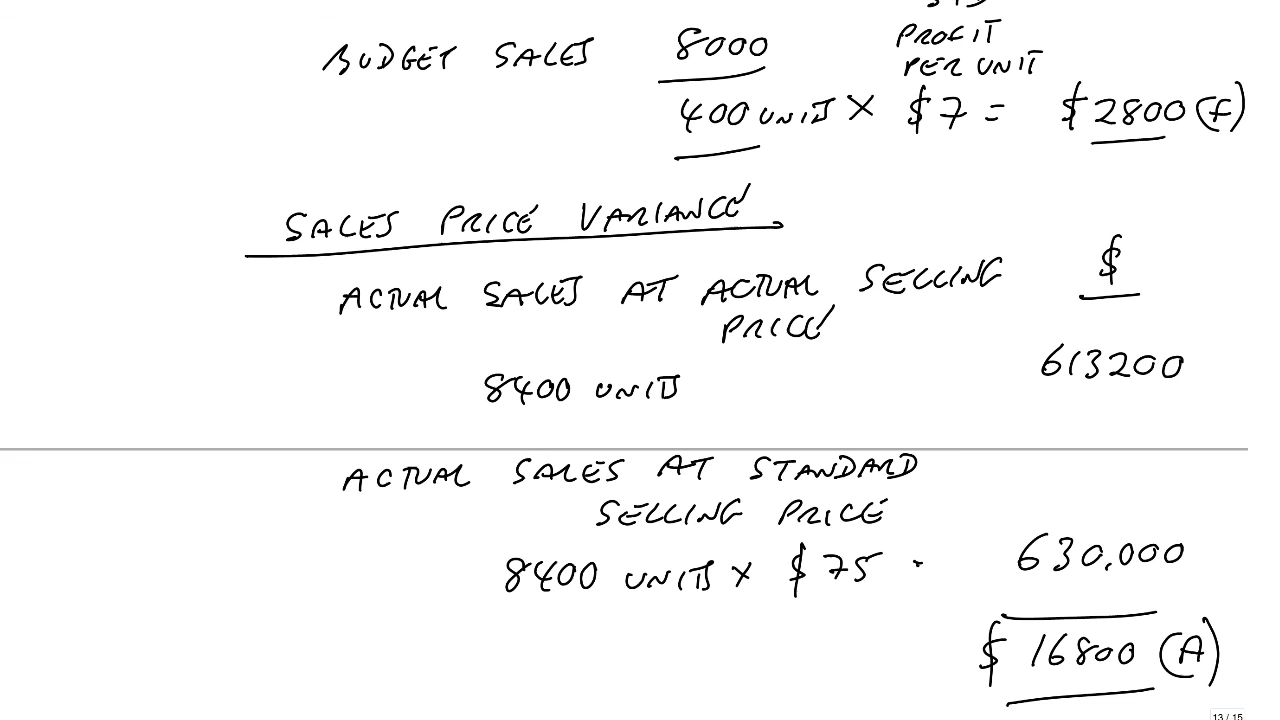 PROFIT
BUDGET SALES 8000 PER UNIT
400 UNITS × $7 = $2800 (F)
SALES PRICE VARIANCE
ACTUAL SALES AT ACTUAL SELLING $
PRICE
613200
8400 UNITS
ACTUAL SALES AT STANDARD
SELLING PRICE
8400 UNITS × $75 = 630,000
$ 16800 (A)
13 / 15